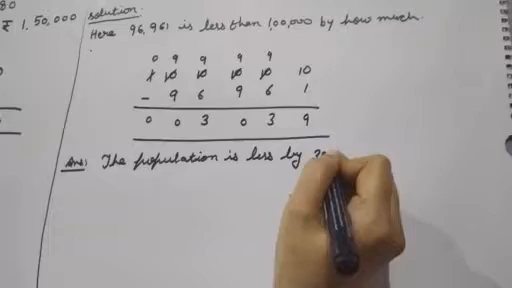 80
₹ 1,50,000
solution.
Here 96,961 is less than 1,00,000 by how much.
0 9 9 9 9
1 10 10 10 10 10
- 9 6 9 6 1
0 0 3 0 3 9
Ans: The population is less by 30